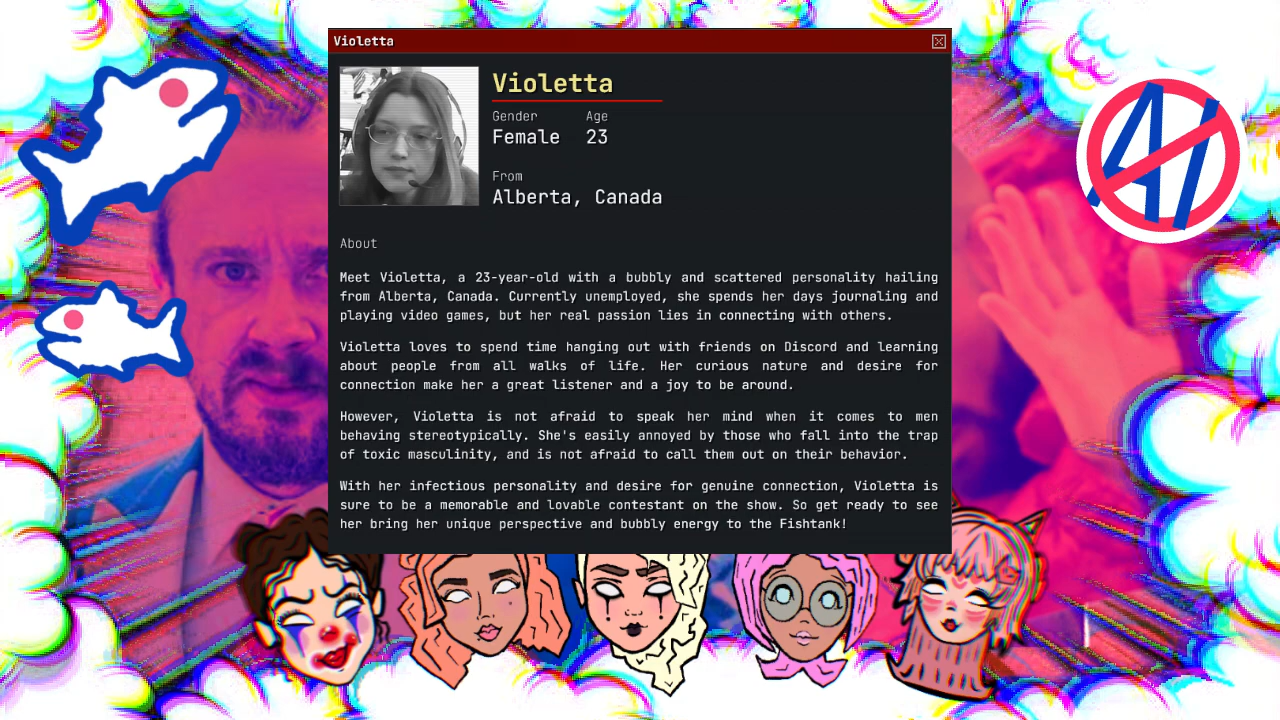 Violetta
Violetta
Gender Age
Female 23
From
Alberta, Canada
About
Meet Violetta, a 23-year-old with a bubbly and scattered personality hailing
from Alberta, Canada. Currently unemployed, she spends her days journaling and
playing video games, but her real passion lies in connecting with others.
Violetta loves to spend time hanging out with friends on Discord and learning
about people from all walks of life. Her curious nature and desire for
connection make her a great listener and a joy to be around.
However, Violetta is not afraid to speak her mind when it comes to men
behaving stereotypically. She's easily annoyed by those who fall into the trap
of toxic masculinity, and is not afraid to call them out on their behavior.
With her infectious personality and desire for genuine connection, Violetta is
sure to be a memorable and lovable contestant on the show. So get ready to see
her bring her unique perspective and bubbly energy to the Fishtank!
AI